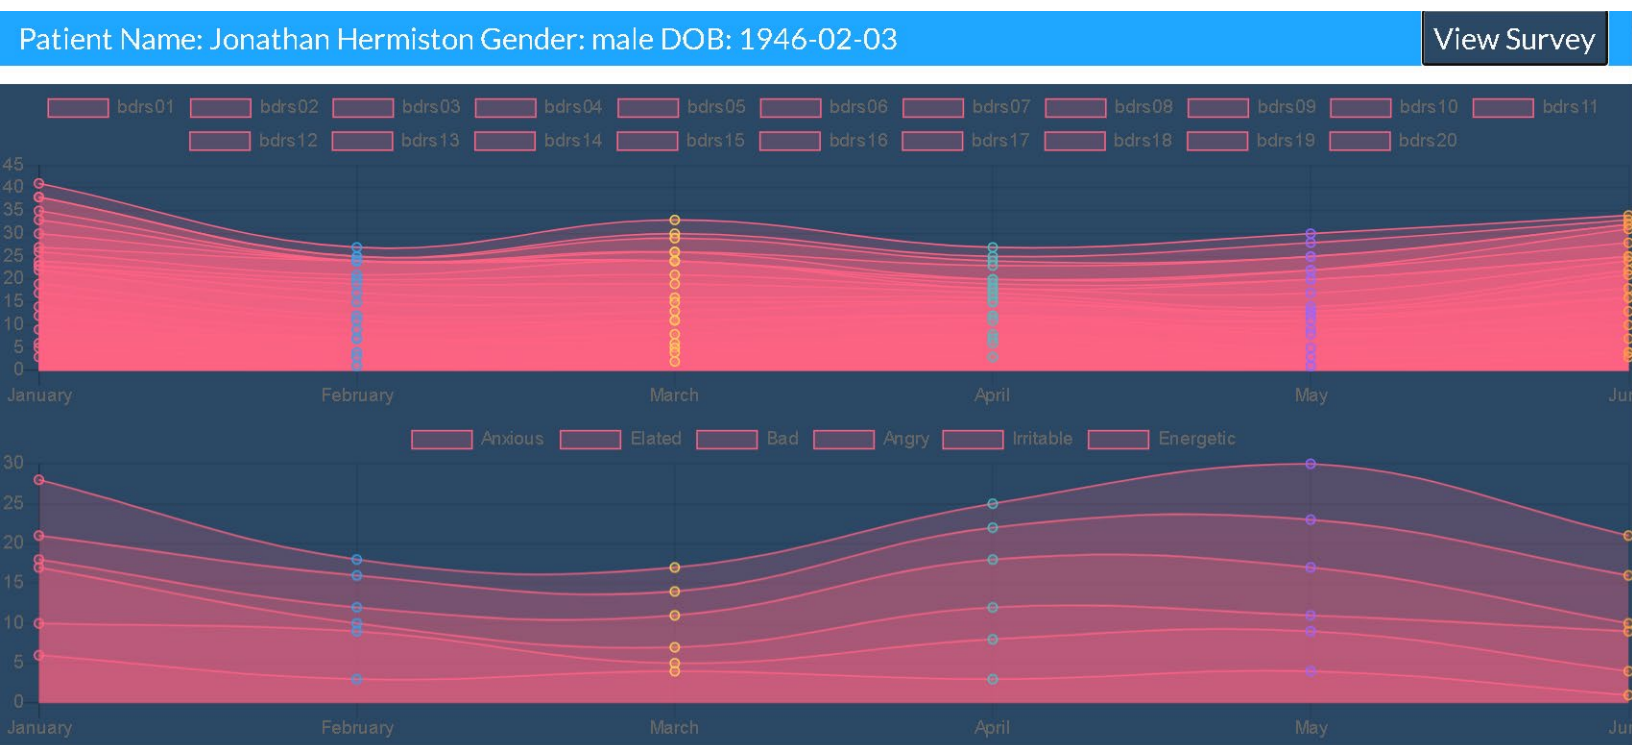 Patient Name: Jonathan Hermiston Gender: male DOB: 1946-02-03 View Survey
bdrs01 bdrs02 bdrs03 bdrs04 bdrs05 bdrs06 bdrs07 bdrs08 bdrs09 bdrs10 bdrs11
bdrs12 bdrs13 bdrs14 bdrs15 bdrs16 bdrs17 bdrs18 bdrs19 bdrs20
45
40
35
30
25
20
15
10
5
0
January February March April May Jun
Anxious Elated Bad Angry Irritable Energetic
30
25
20
15
10
5
0
January February March April May Jun